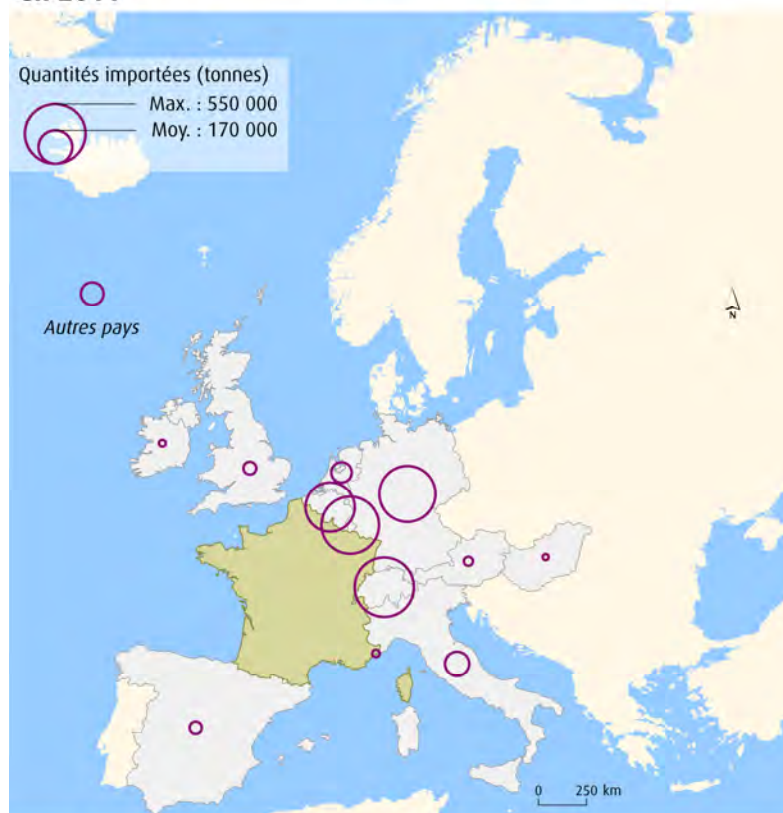 Quantités importées (tonnes)
Max. : 550 000
Moy. : 170 000
Autres pays
N
0 250 km